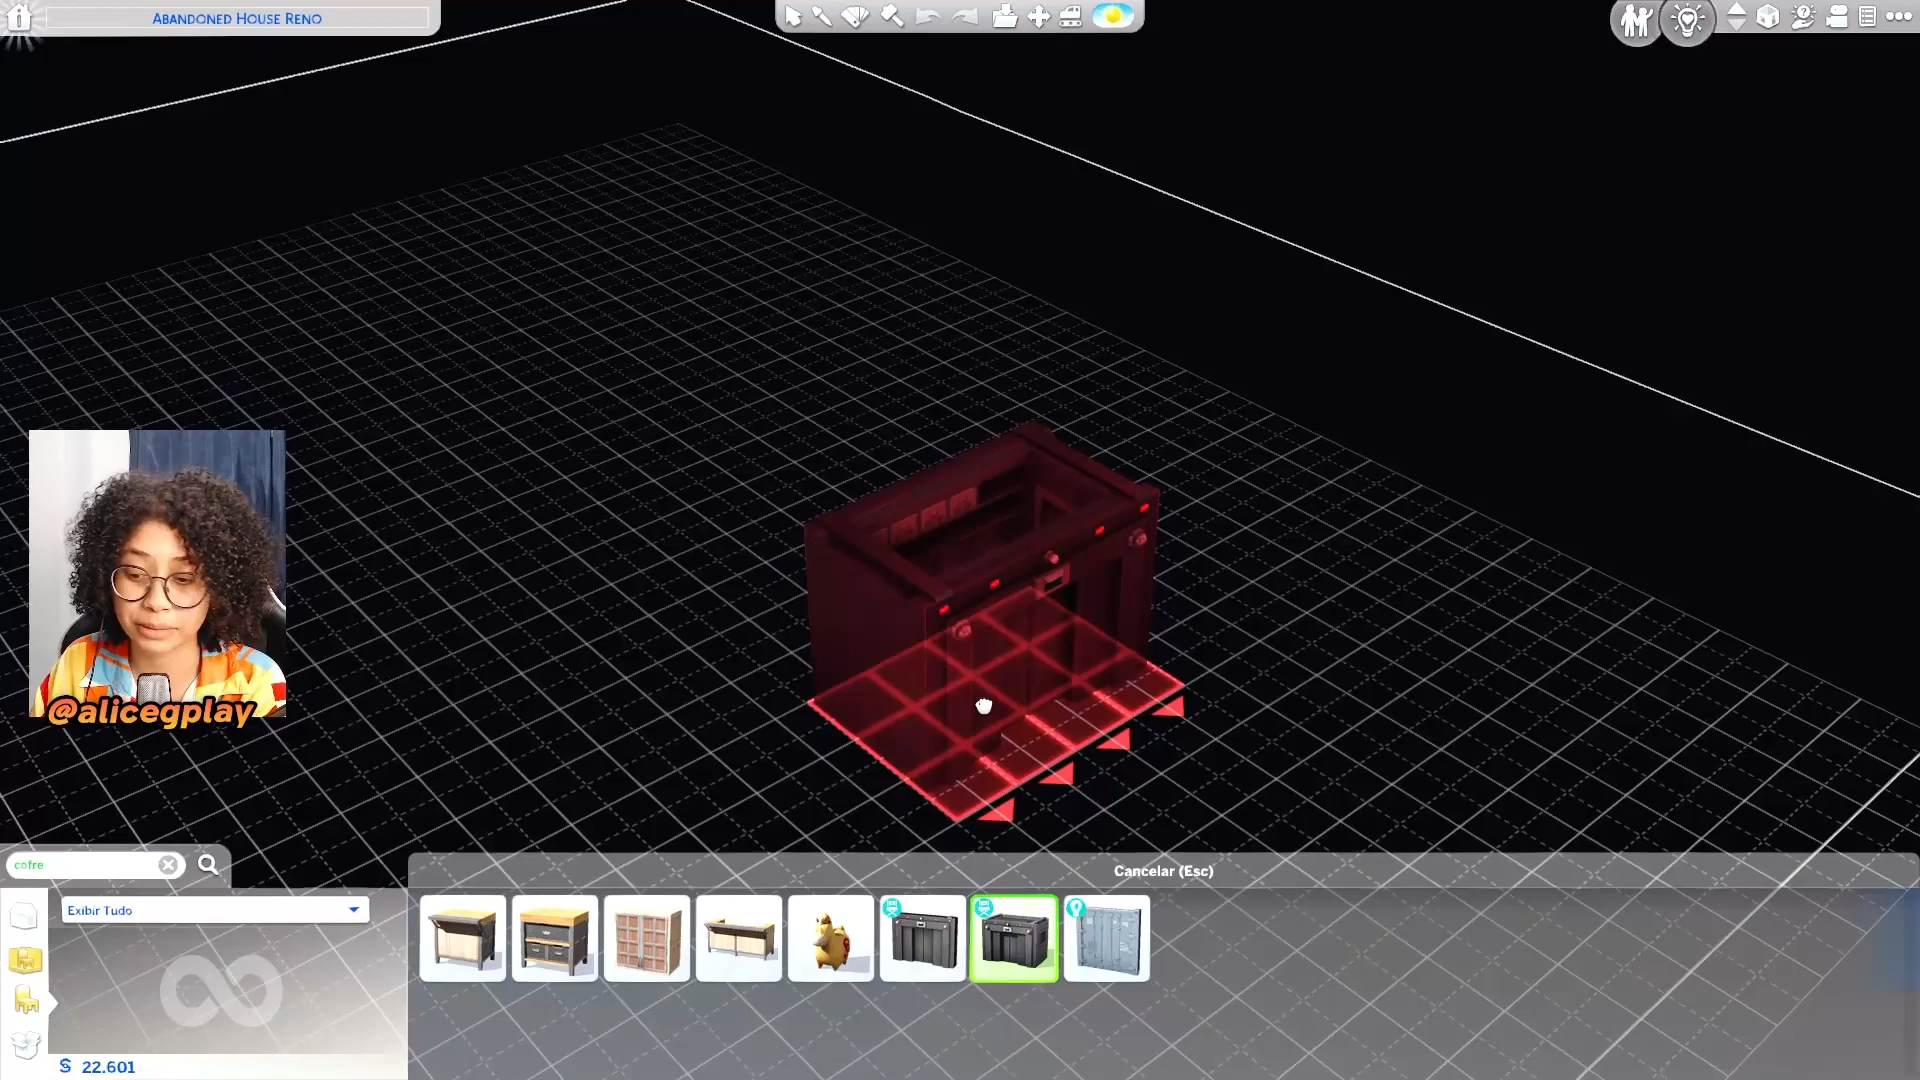 ABANDONED HOUSE RENO
@alicegplay
cofre
Cancelar (Esc)
Exibir Tudo
§ 22.601